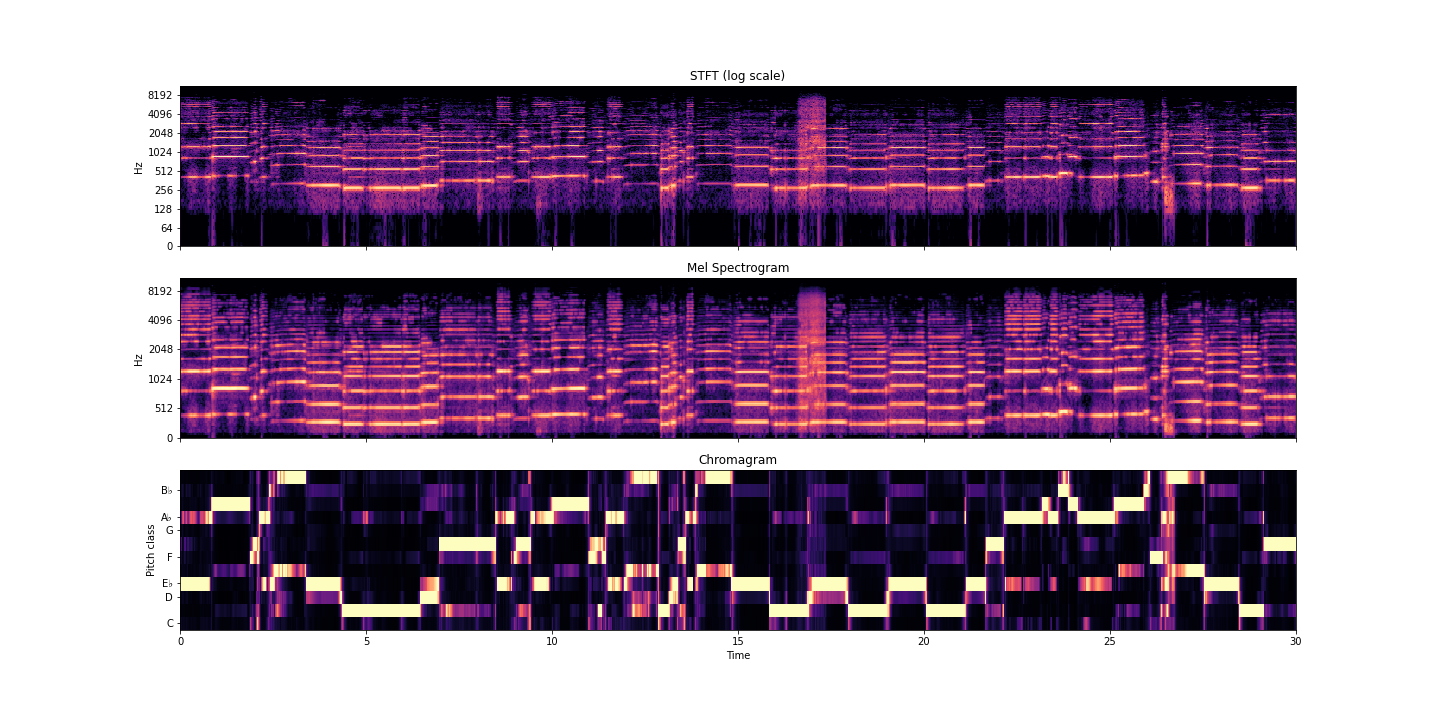 STFT (log scale)
8192
4096
2048
1024
512
256
128
64
0
Hz
Mel Spectrogram
8192
4096
2048
1024
512
0
Hz
Chromagram
B♭
A♭
G
F
E♭
D
C
Pitch class
0 5 10 15 20 25 30
Time